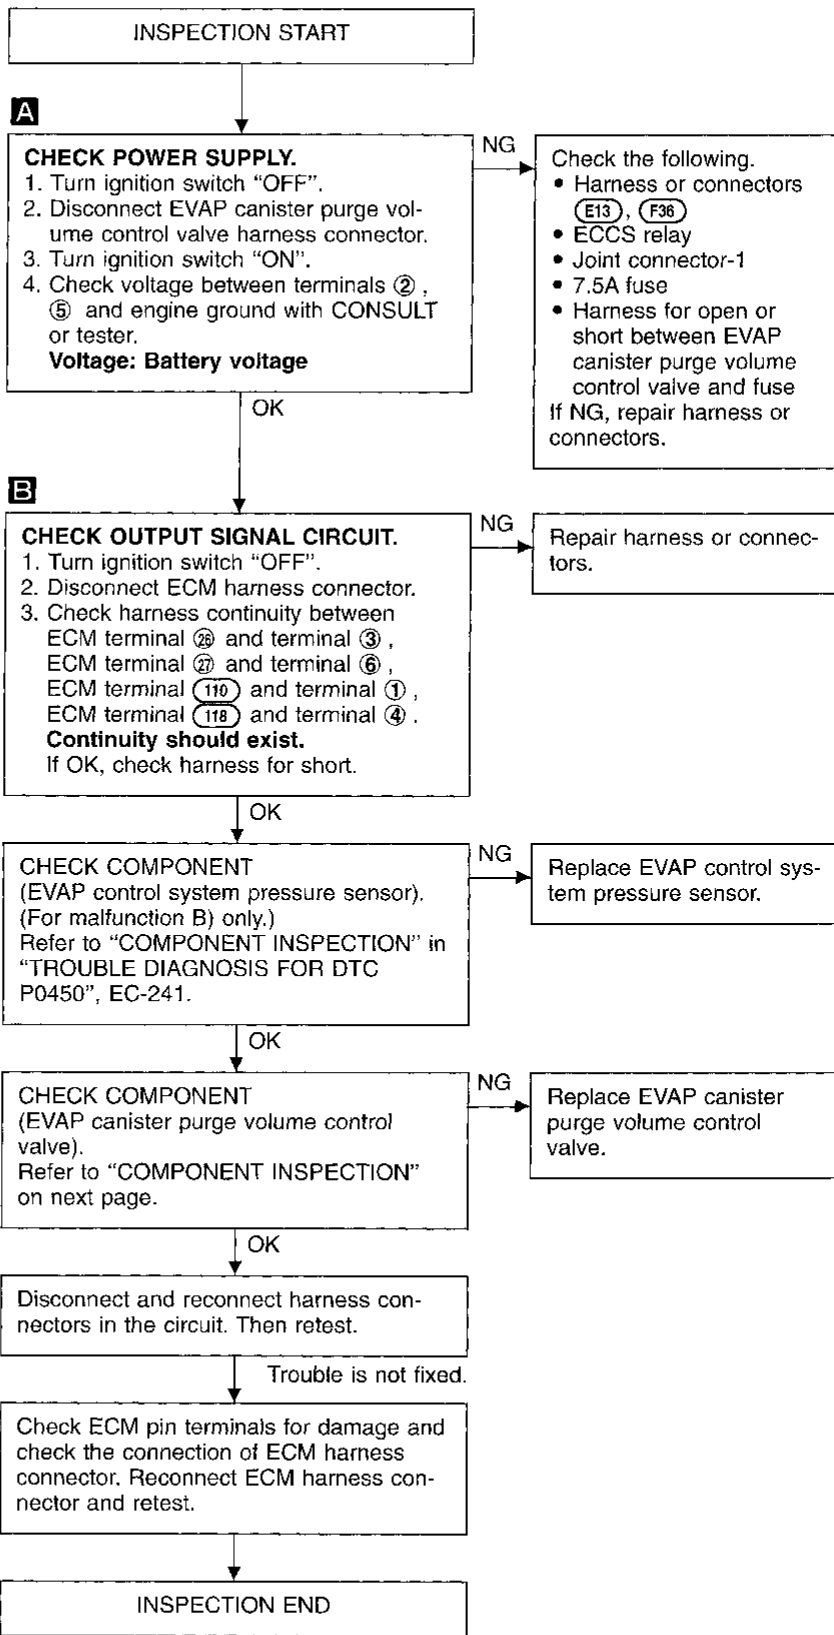 INSPECTION START
A
CHECK POWER SUPPLY.
1. Turn ignition switch “OFF”.
2. Disconnect EVAP canister purge vol-
ume control valve harness connector.
3. Turn ignition switch “ON”.
4. Check voltage between terminals ②,
⑤ and engine ground with CONSULT
or tester.
Voltage: Battery voltage
NG
Check the following.
• Harness or connectors
E13, F36
• ECCS relay
• Joint connector-1
• 7.5A fuse
• Harness for open or
short between EVAP
canister purge volume
control valve and fuse
If NG, repair harness or
connectors.
OK
B
CHECK OUTPUT SIGNAL CIRCUIT.
1. Turn ignition switch “OFF”.
2. Disconnect ECM harness connector.
3. Check harness continuity between
ECM terminal ㉖ and terminal ③,
ECM terminal ㉗ and terminal ⑥,
ECM terminal 110 and terminal ①,
ECM terminal 118 and terminal ④.
Continuity should exist.
If OK, check harness for short.
NG
Repair harness or connec-
tors.
OK
CHECK COMPONENT
(EVAP control system pressure sensor).
(For malfunction B) only.)
Refer to “COMPONENT INSPECTION” in
“TROUBLE DIAGNOSIS FOR DTC
P0450”, EC-241.
NG
Replace EVAP control sys-
tem pressure sensor.
OK
CHECK COMPONENT
(EVAP canister purge volume control
valve).
Refer to “COMPONENT INSPECTION”
on next page.
NG
Replace EVAP canister
purge volume control
valve.
OK
Disconnect and reconnect harness con-
nectors in the circuit. Then retest.
Trouble is not fixed.
Check ECM pin terminals for damage and
check the connection of ECM harness
connector. Reconnect ECM harness con-
nector and retest.
INSPECTION END